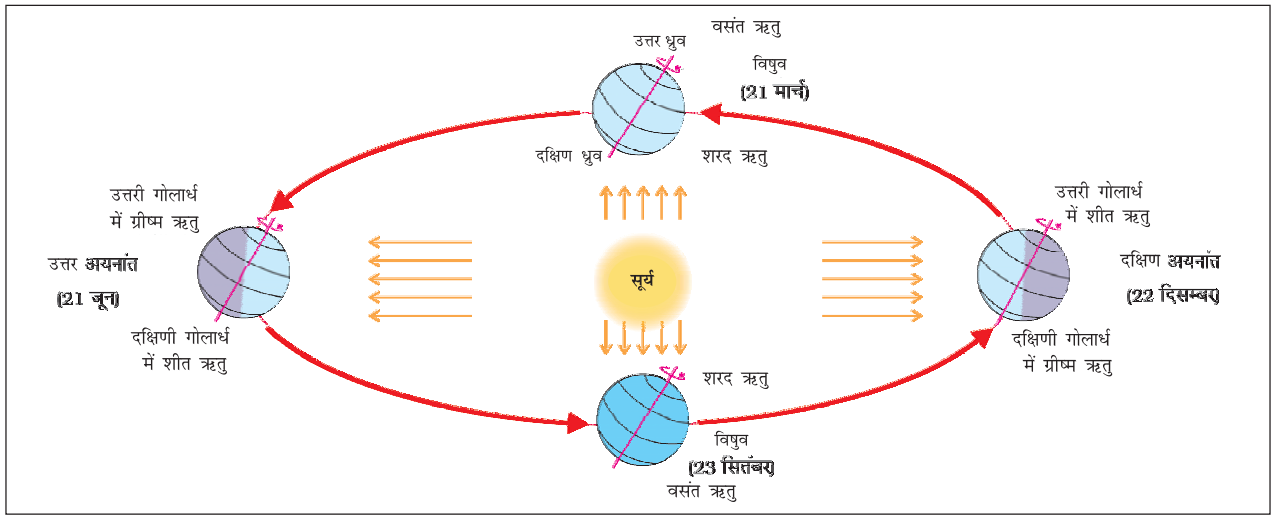 वसंत ऋतु
उत्तर ध्रुव
विषुव
(21 मार्च)
दक्षिण ध्रुव
शरद ऋतु
उत्तरी गोलार्ध
में ग्रीष्म ऋतु
उत्तर अयनांत
(21 जून)
दक्षिणी गोलार्ध
में शीत ऋतु
सूर्य
उत्तरी गोलार्ध
में शीत ऋतु
दक्षिण अयनांत
(22 दिसम्बर)
दक्षिणी गोलार्ध
में ग्रीष्म ऋतु
शरद ऋतु
विषुव
(23 सितंबर)
वसंत ऋतु